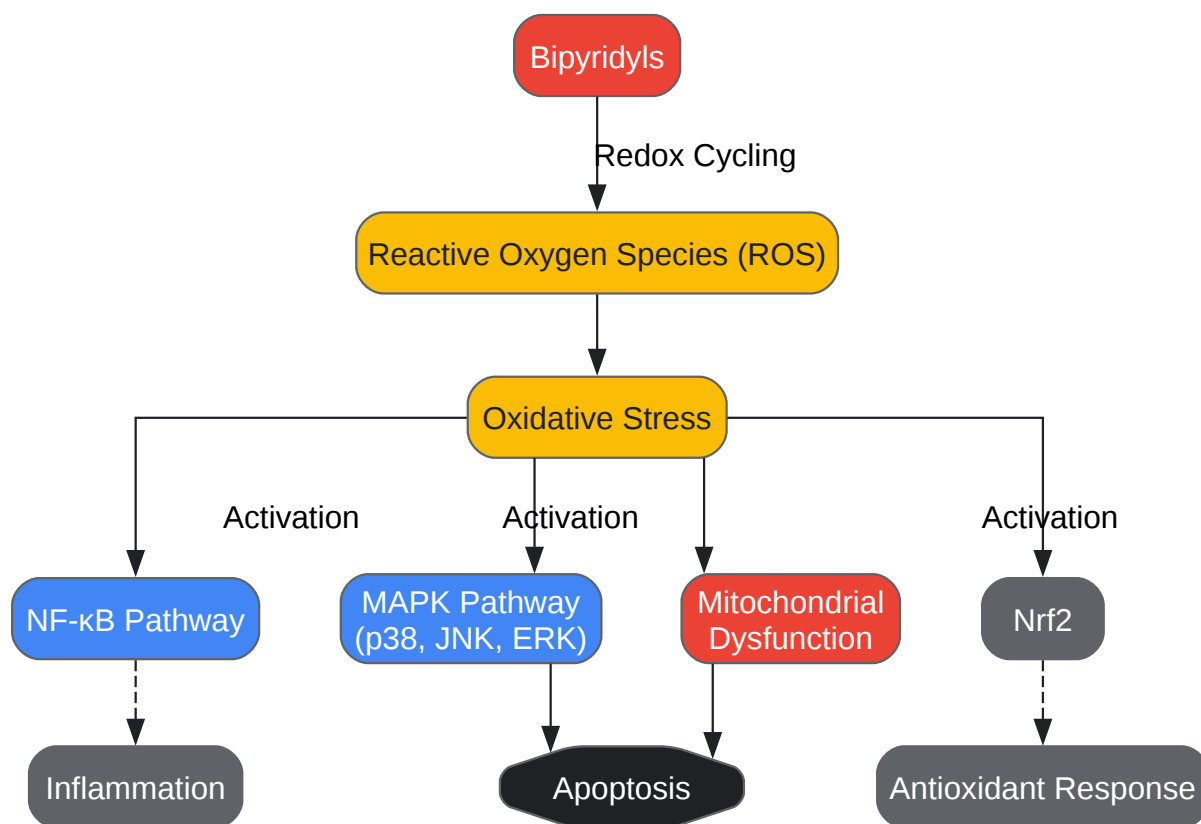 Bipyridyls
Redox Cycling
Reactive Oxygen Species (ROS)
Oxidative Stress
Activation
Activation
Activation
NF-κB Pathway
MAPK Pathway
(p38, JNK, ERK)
Mitochondrial
Dysfunction
Nrf2
Inflammation
Apoptosis
Antioxidant Response